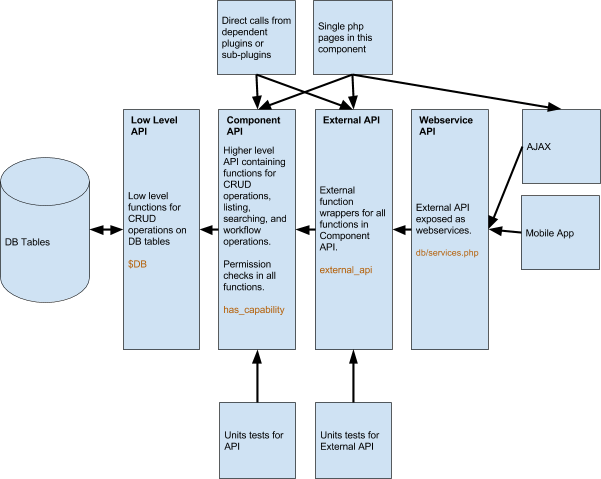 Direct calls from
dependent
plugins or
sub-plugins
Single php
pages in this
component
Low Level
API
Low level
functions for
CRUD
operations on
DB tables
$DB
Component
API
Higher level
API containing
functions for
CRUD
operations,
listing,
searching, and
workflow
operations.
Permission
checks in all
functions.
has_capability
External API
External
function
wrappers for all
functions in
Component
API.
external_api
Webservice
API
External API
exposed as
webservices.
db/services.php
AJAX
Mobile App
DB Tables
Units tests for
API
Units tests for
External API